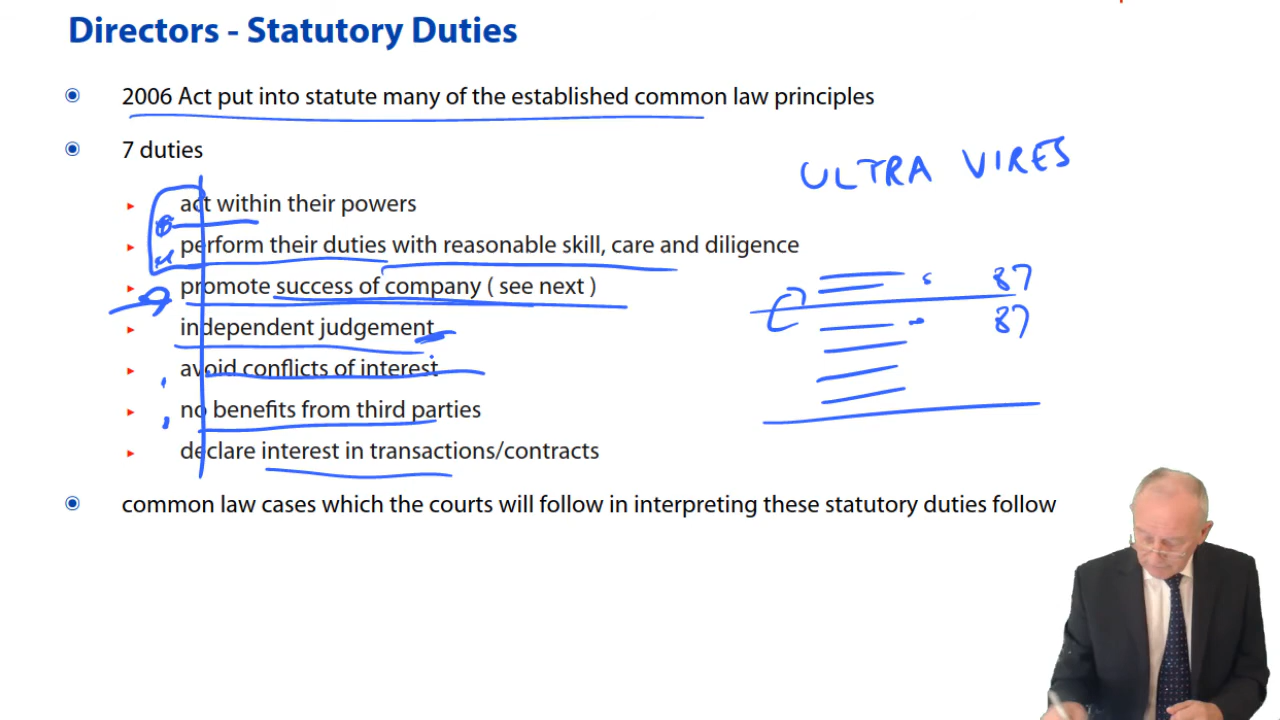 Directors - Statutory Duties
2006 Act put into statute many of the established common law principles
7 duties
ULTRA VIRES
act within their powers
perform their duties with reasonable skill, care and diligence
promote success of company ( see next )
87
independent judgement
87
avoid conflicts of interest
no benefits from third parties
declare interest in transactions/contracts
common law cases which the courts will follow in interpreting these statutory duties follow